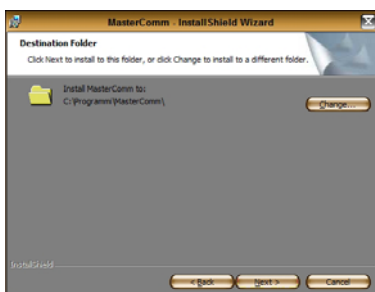 MasterComm - InstallShield Wizard
Destination Folder
Click Next to install to this folder, or click Change to install to a different folder.
Install MasterComm to:
C:\Programmi\MasterComm\
Change...
InstallShield
< Back
Next >
Cancel